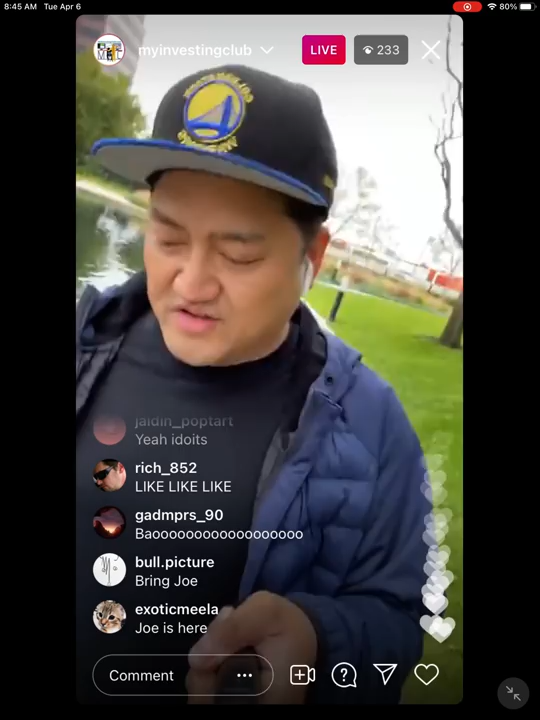 8:45 AM Tue Apr 6
80%
myinvestingclub
LIVE
233
jaidin_poptart
Yeah idoits
rich_852
LIKE LIKE LIKE
gadmprs_90
Baoooooooooooooooooo
bull.picture
Bring Joe
exoticmeela
Joe is here
Comment